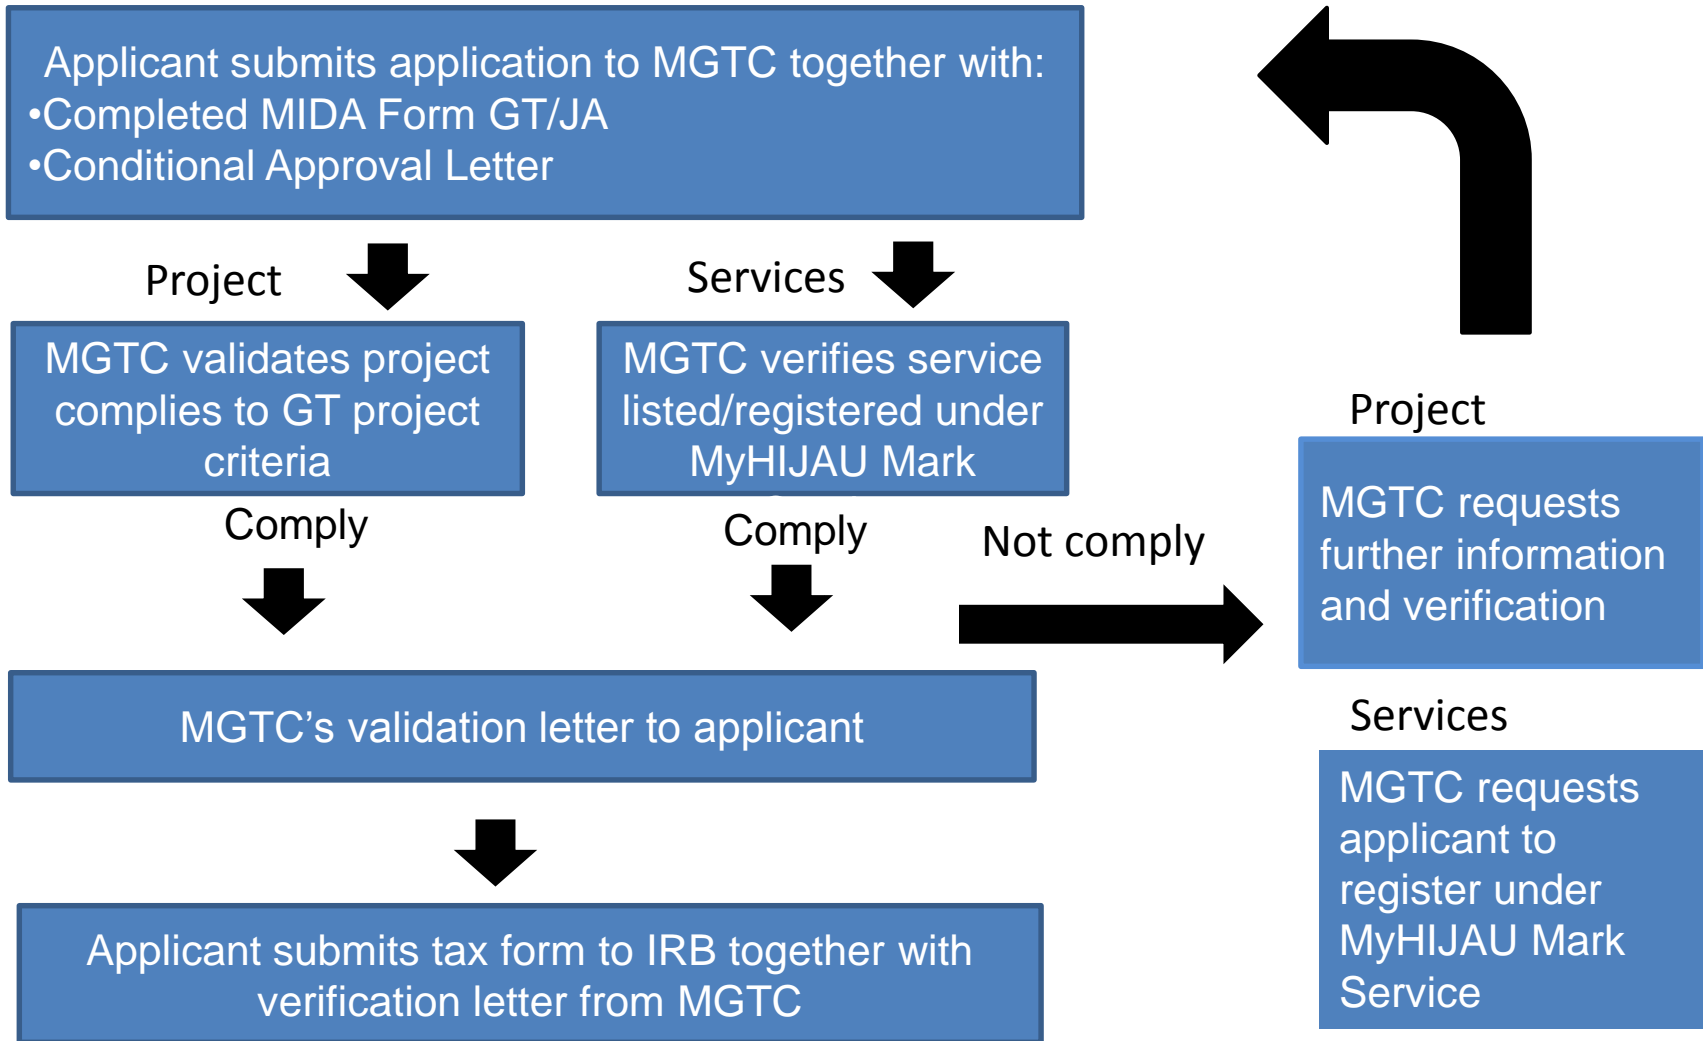 Applicant submits application to MGTC together with:
•Completed MIDA Form GT/JA
•Conditional Approval Letter
Project
Services
MGTC validates project
complies to GT project
criteria
MGTC verifies service
listed/registered under
MyHIJAU Mark
Comply
Comply
Not comply
Project
MGTC requests
further information
and verification
MGTC’s validation letter to applicant
Services
MGTC requests
applicant to
register under
MyHIJAU Mark
Service
Applicant submits tax form to IRB together with
verification letter from MGTC